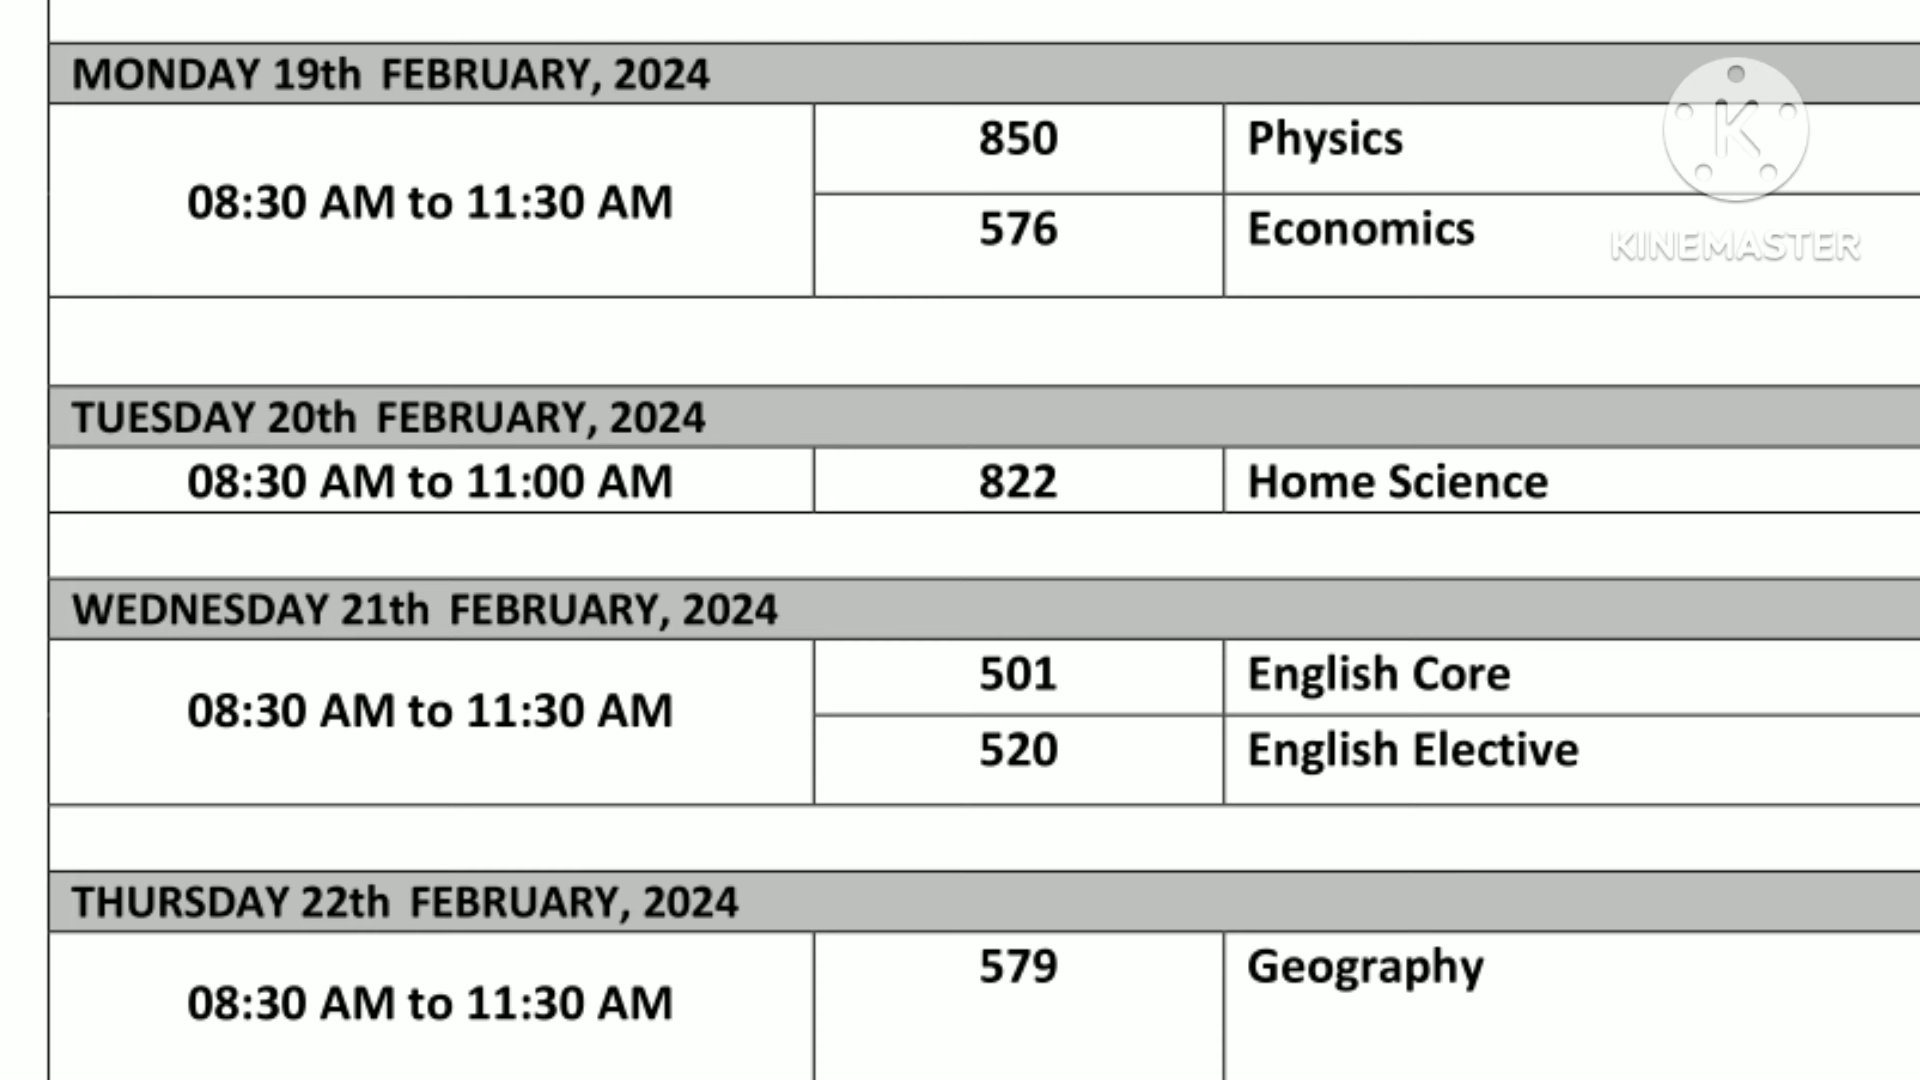 MONDAY 19th FEBRUARY, 2024
08:30 AM to 11:30 AM
850
Physics
576
Economics
K
KINEMASTER
TUESDAY 20th FEBRUARY, 2024
08:30 AM to 11:00 AM
822
Home Science
WEDNESDAY 21th FEBRUARY, 2024
08:30 AM to 11:30 AM
501
English Core
520
English Elective
THURSDAY 22th FEBRUARY, 2024
08:30 AM to 11:30 AM
579
Geography